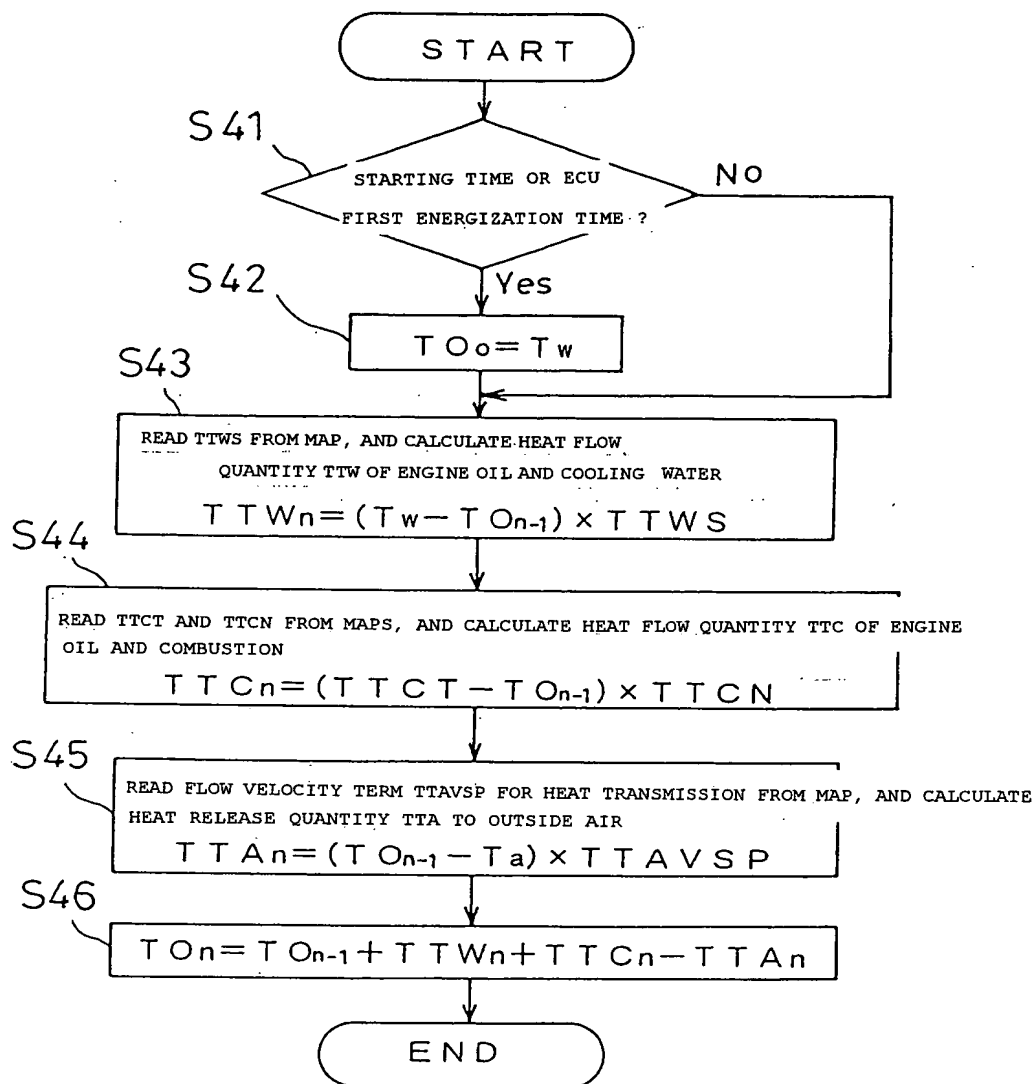 START
S41
STARTING TIME OR ECU
FIRST ENERGIZATION TIME ?
No
Yes
S42
TO₀=Tw
S43
READ TTWS FROM MAP, AND CALCULATE HEAT FLOW
QUANTITY TTW OF ENGINE OIL AND COOLING WATER
TTWn=(Tw-TOn-1)×TTWS
S44
READ TTCT AND TTCN FROM MAPS, AND CALCULATE HEAT FLOW QUANTITY TTC OF ENGINE
OIL AND COMBUSTION
TTCn=(TTCT-TOn-1)×TTCN
S45
READ FLOW VELOCITY TERM TTAVSP FOR HEAT TRANSMISSION FROM MAP, AND CALCULATE
HEAT RELEASE QUANTITY TTA TO OUTSIDE AIR
TTAn=(TOn-1-Ta)×TTAVSP
S46
TOn=TOn-1+TTWn+TTCn-TTAn
END